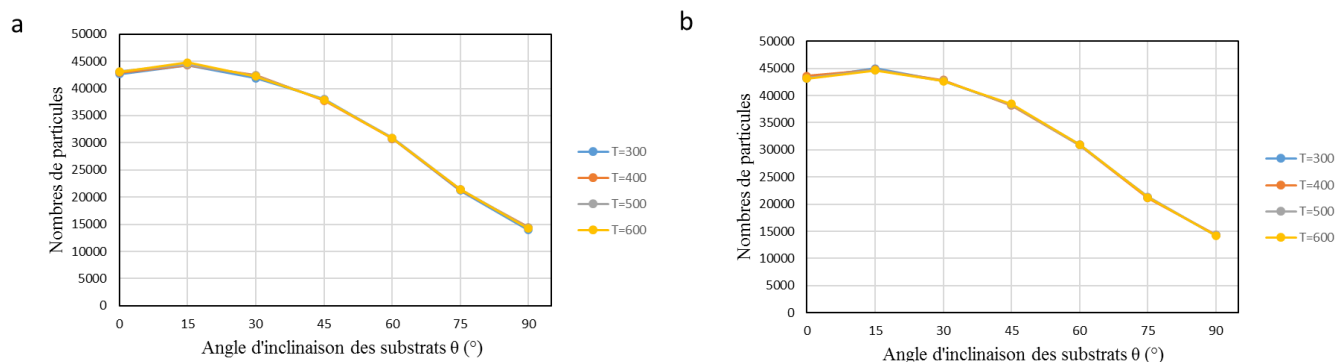 a
50000
45000
40000
35000
30000
25000
20000
15000
10000
5000
0
0 15 30 45 60 75 90
Nombres de particules
Angle d'inclinaison des substrats θ (°)
T=300
T=400
T=500
T=600
b
50000
45000
40000
35000
30000
25000
20000
15000
10000
5000
0
0 15 30 45 60 75 90
Nombres de particules
Angle d'inclinaison des substrats θ (°)
T=300
T=400
T=500
T=600